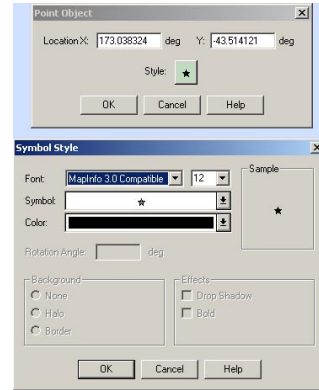 Point Object
Location X: 173.038324 deg Y: -43.514121 deg
Style:
OK Cancel Help
Symbol Style
Font: MapInfo 3.0 Compatible 12
Sample
Symbol:
Color:
Rotation Angle: deg
Background
Effects
None
Drop Shadow
Halo
Bold
Border
OK Cancel Help